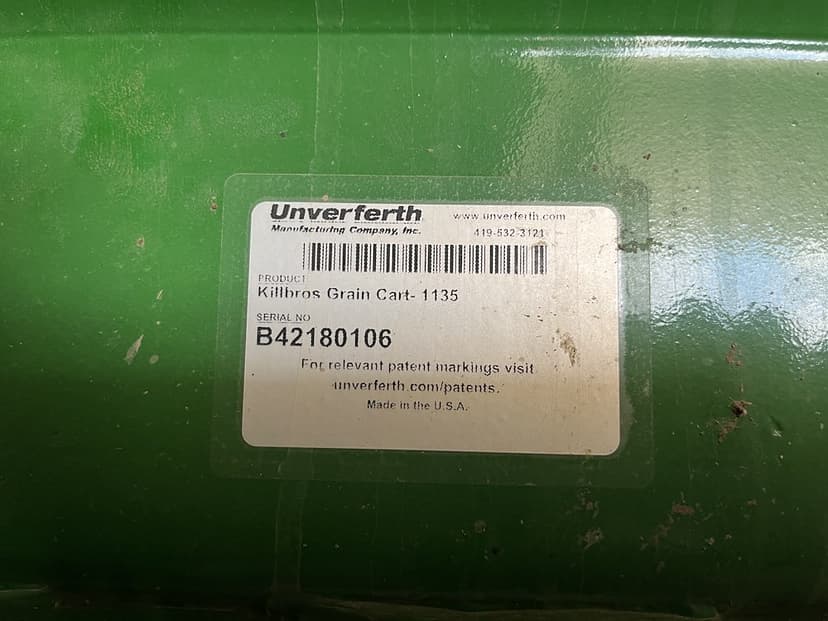 Unverferth www.unverferth.com
Manufacturing Company, Inc. 419-532-3121
PRODUCT
Killbros Grain Cart- 1135
SERIAL NO
B42180106
For relevant patent markings visit
unverferth.com/patents.
Made in the U.S.A.